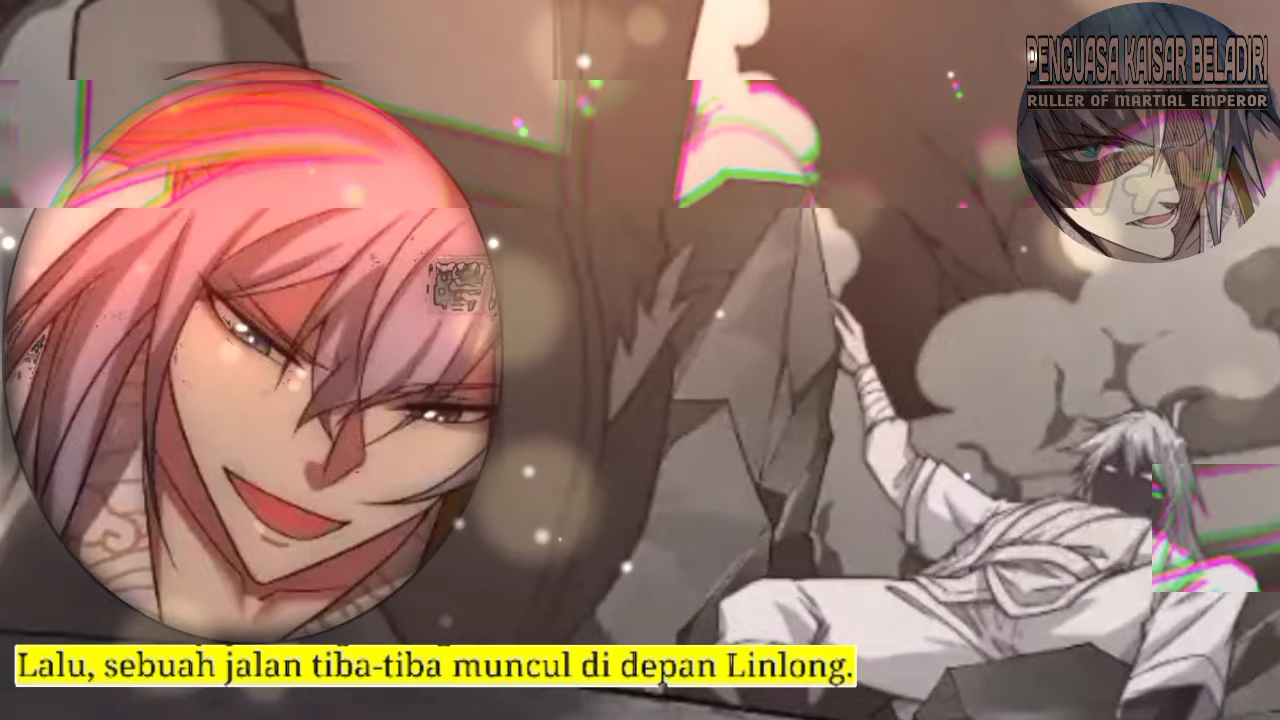 PENGUASA KAISAR BELADIRI
RULLER OF MARTIAL EMPEROR
Lalu, sebuah jalan tiba-tiba muncul di depan Linlong.